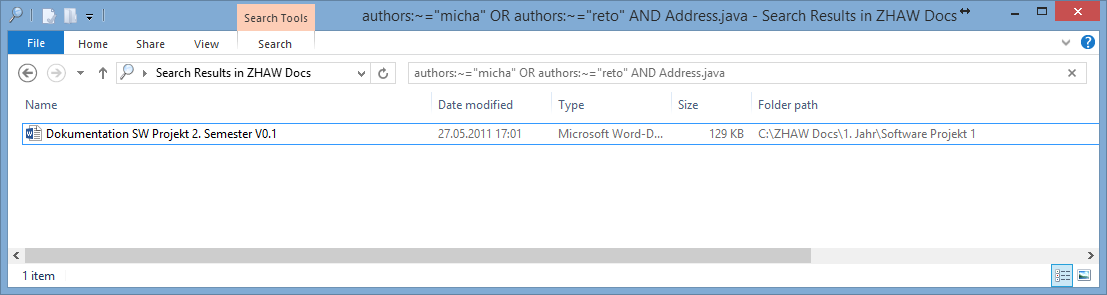 authors:~="micha" OR authors:~="reto" AND Address.java - Search Results in ZHAW Docs
Search Tools
File Home Share View Search
Search Results in ZHAW Docs
authors:~="micha" OR authors:~="reto" AND Address.java
Name Date modified Type Size Folder path
Dokumentation SW Projekt 2. Semester V0.1 27.05.2011 17:01 Microsoft Word-D... 129 KB C:\ZHAW Docs\1. Jahr\Software Projekt 1
1 item